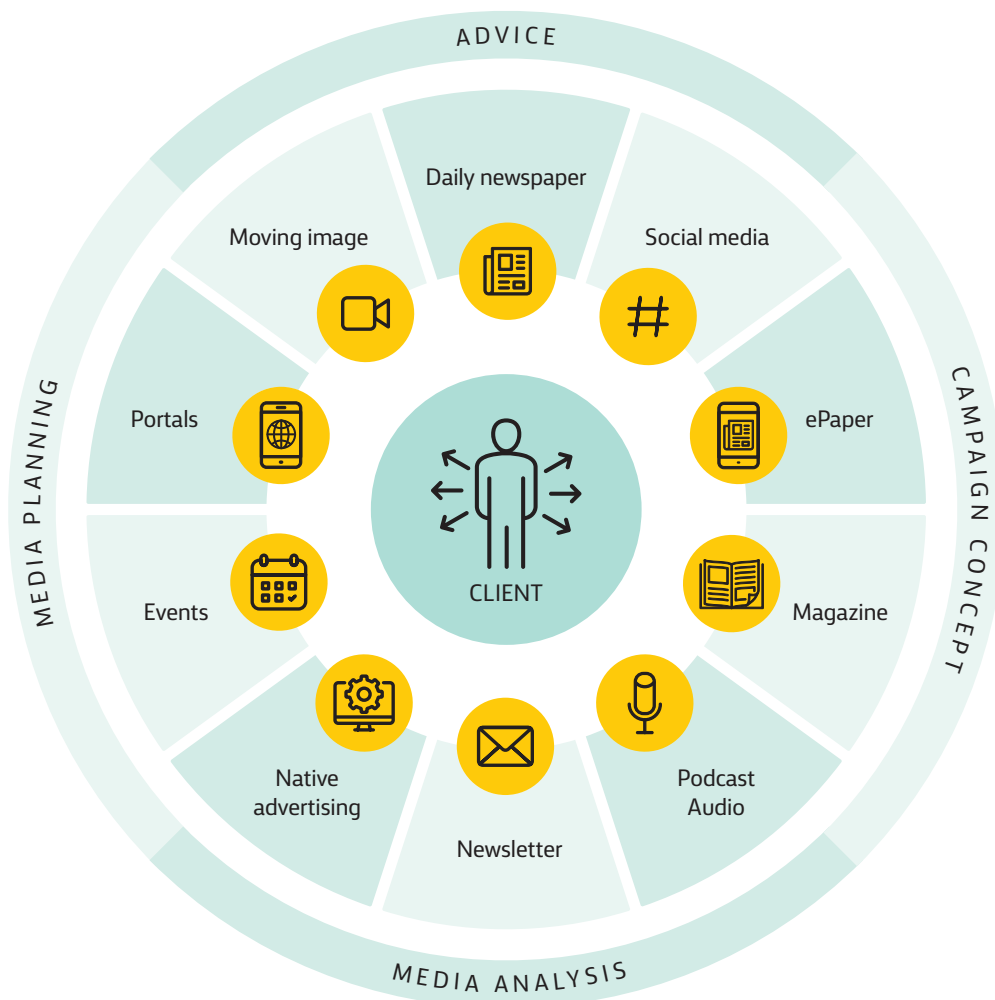 ADVICE
Daily newspaper
Moving image
Social media
Portals
ePaper
MEDIA PLANNING
CAMPAIGN CONCEPT
CLIENT
Events
Magazine
Native
advertising
Podcast
Audio
Newsletter
MEDIA ANALYSIS